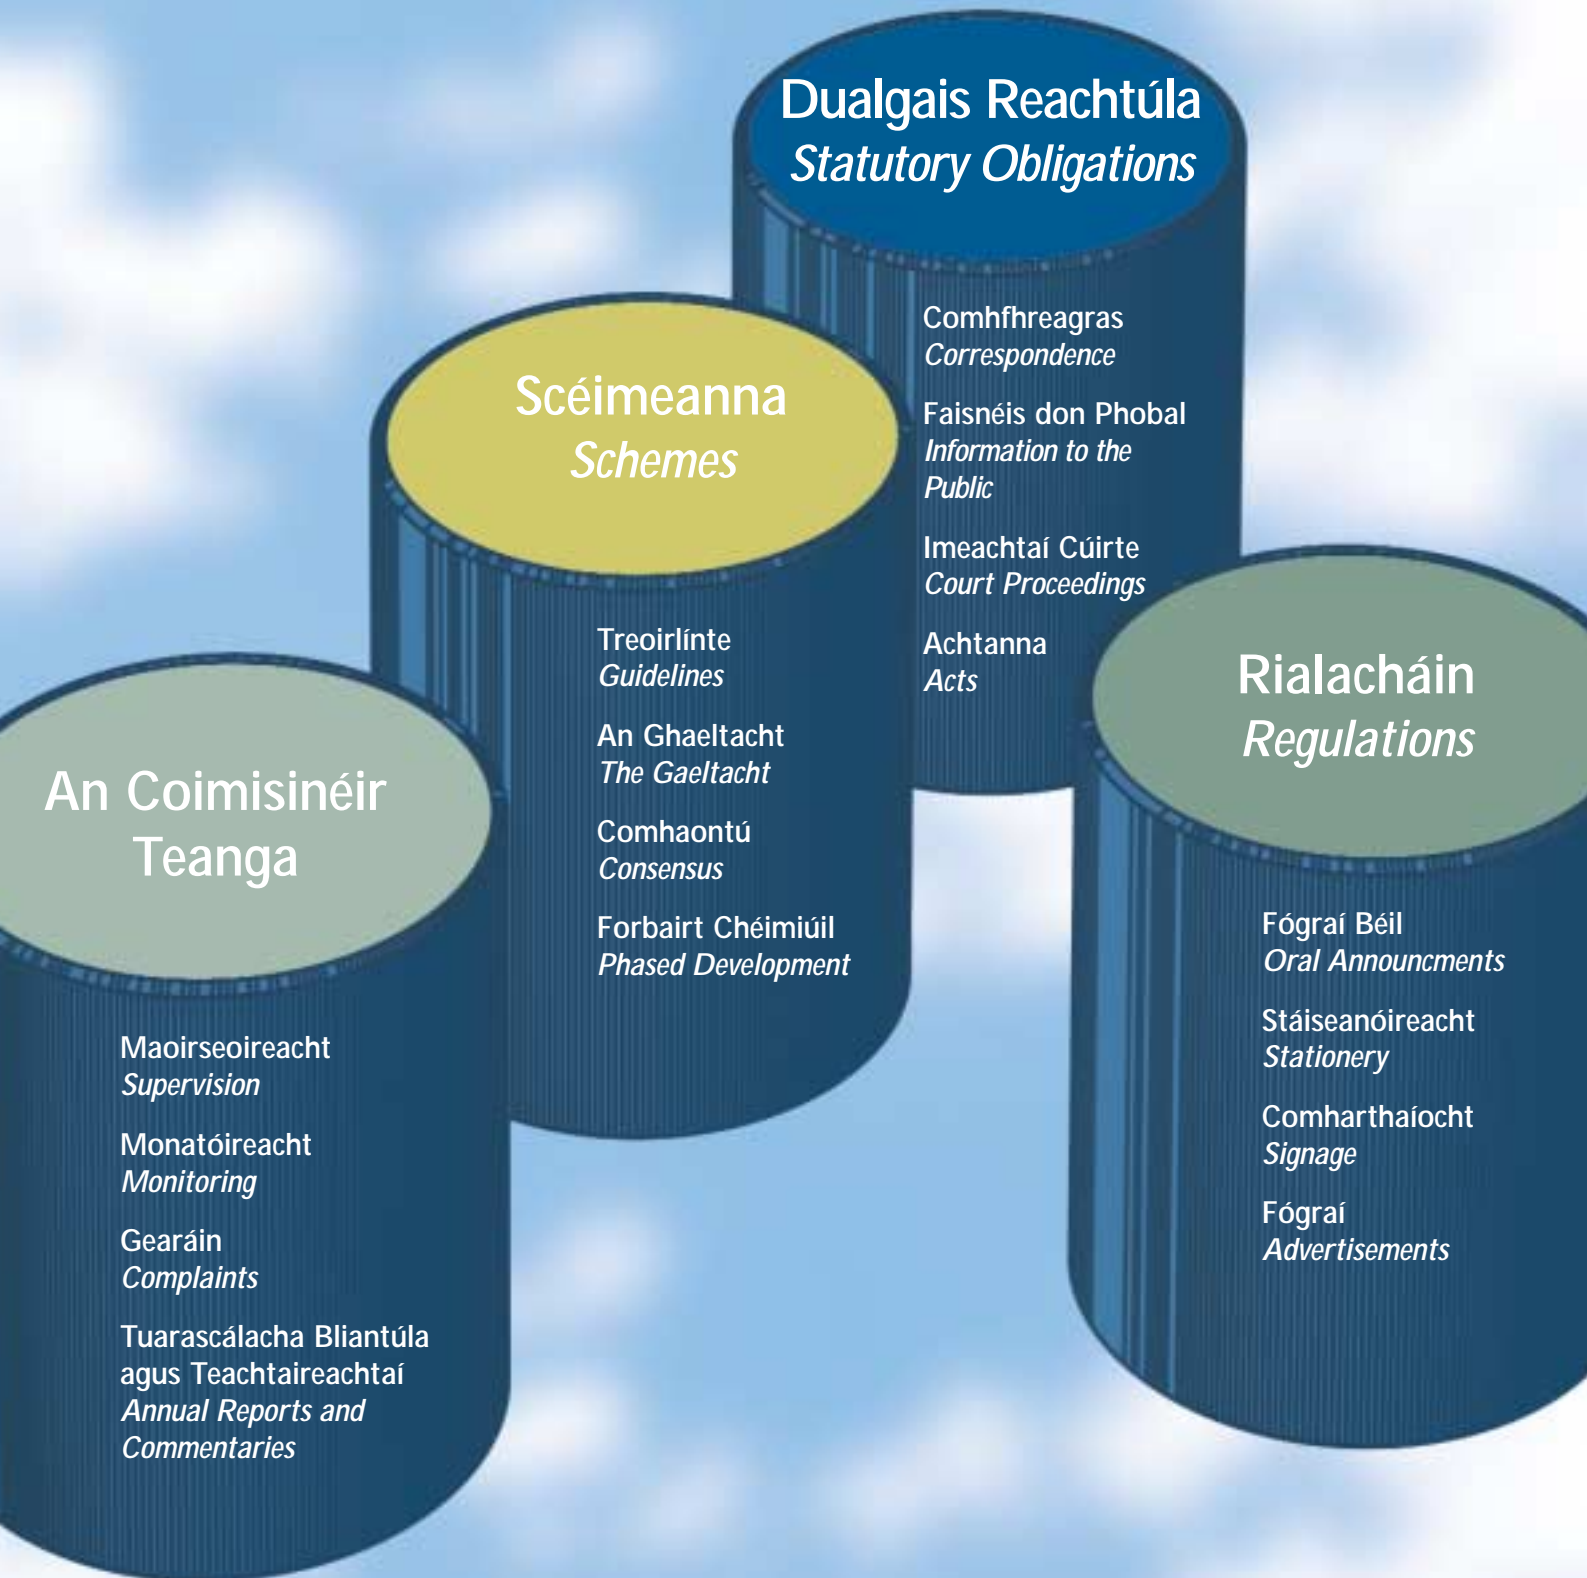 Dualgais Reachtúla
Statutory Obligations
Comhfhreagras
Correspondence
Faisnéis don Phobal
Information to the
Public
Imeachtaí Cúirte
Court Proceedings
Achtanna
Acts
Scéimeanna
Schemes
Treoirlínte
Guidelines
An Ghaeltacht
The Gaeltacht
Comhaontú
Consensus
Forbairt Chéimiúil
Phased Development
Rialacháin
Regulations
Fógraí Béil
Oral Announcments
Stáiseanóireacht
Stationery
Comharthaíocht
Signage
Fógraí
Advertisements
An Coimisinéir
Teanga
Maoirseoireacht
Supervision
Monatóireacht
Monitoring
Gearáin
Complaints
Tuarascálacha Bliantúla
agus Teachtaireachtaí
Annual Reports and
Commentaries